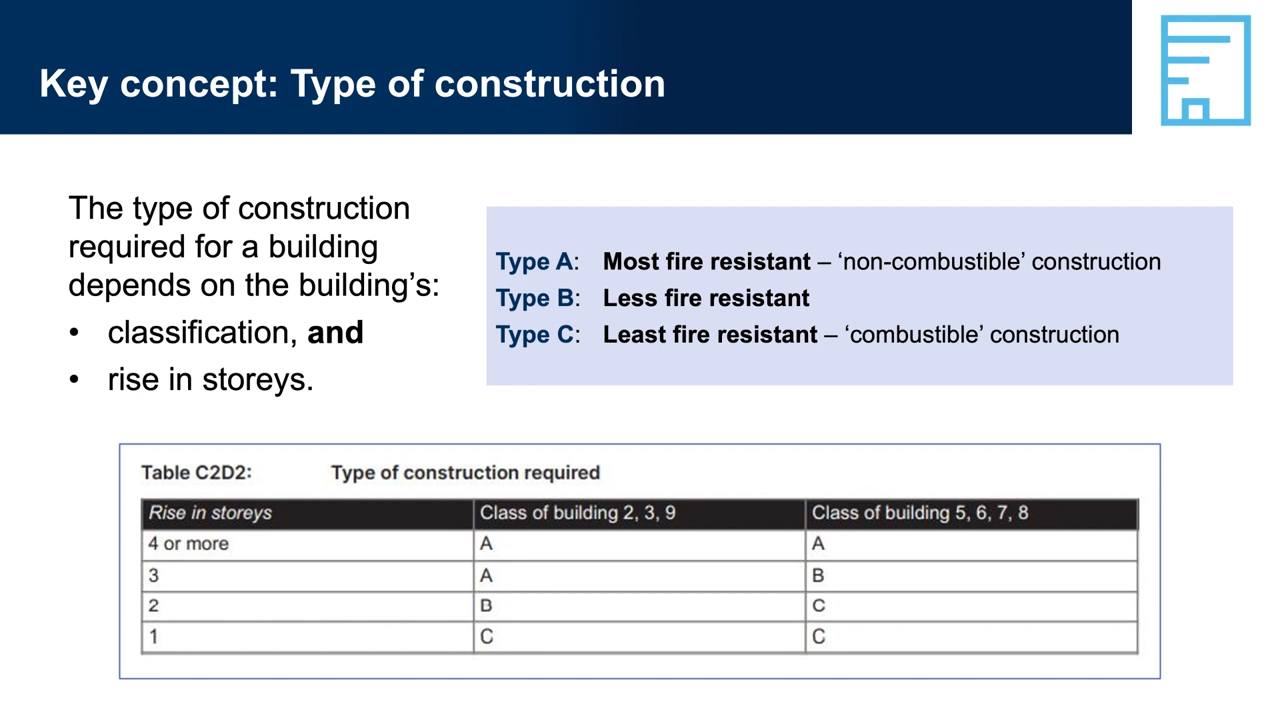 Key concept: Type of construction
The type of construction
required for a building
depends on the building’s:
• classification, and
• rise in storeys.
Type A: Most fire resistant – ‘non-combustible’ construction
Type B: Less fire resistant
Type C: Least fire resistant – ‘combustible’ construction
Table C2D2: Type of construction required
Rise in storeys Class of building 2, 3, 9 Class of building 5, 6, 7, 8
4 or more A A
3 A B
2 B C
1 C C